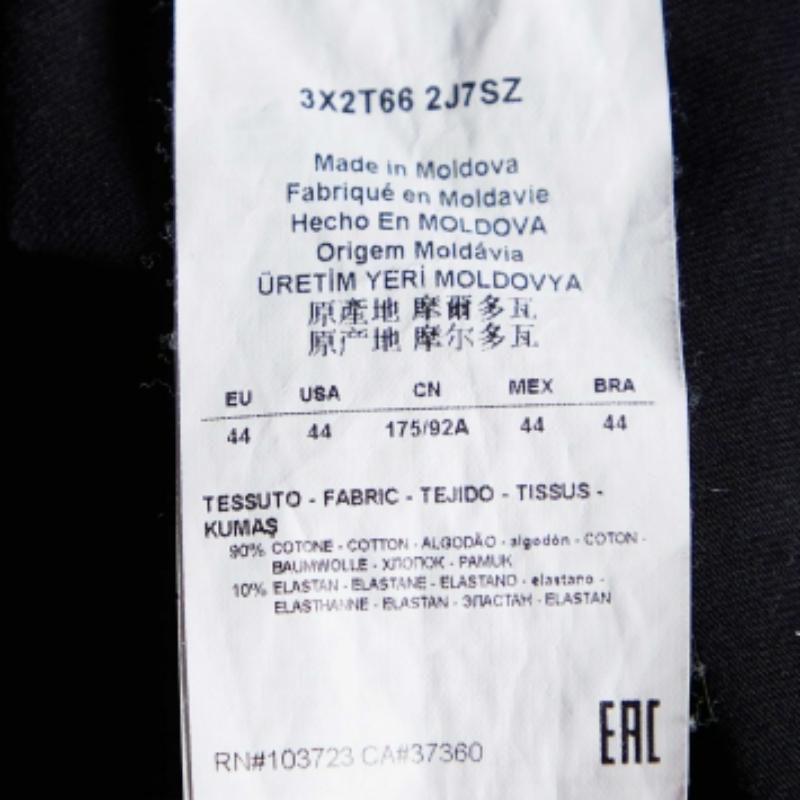 3X2T66 2J7SZ
Made in Moldova
Fabriqué en Moldavie
Hecho En MOLDOVA
Origem Moldávia
ÜRETİM YERİ MOLDOVYA
原產地 摩爾多瓦
原产地 摩尔多瓦
EU USA CN MEX BRA
44 44 175/92A 44 44
TESSUTO - FABRIC - TEJIDO - TISSUS -
KUMAŞ
90% COTONE - COTTON - ALGODÃO - algodón - COTON -
BAUMWOLLE - ХЛОПОК - PAMUK
10% ELASTAN - ELASTANE - ELASTANO - elastano -
ELASTHANNE - ELASTAN - ЭЛАСТАН - ELASTAN
EAC
RN#103723 CA#37360